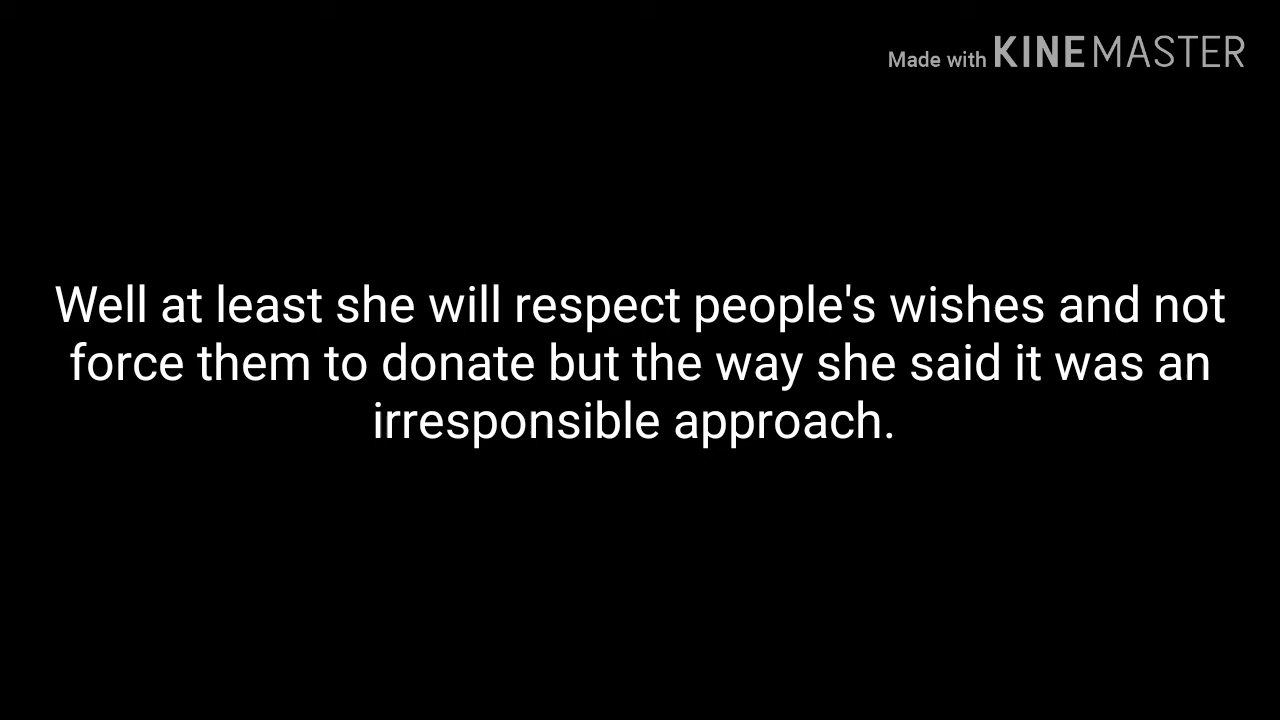 Made with KINEMASTER
Well at least she will respect people's wishes and not
force them to donate but the way she said it was an
irresponsible approach.